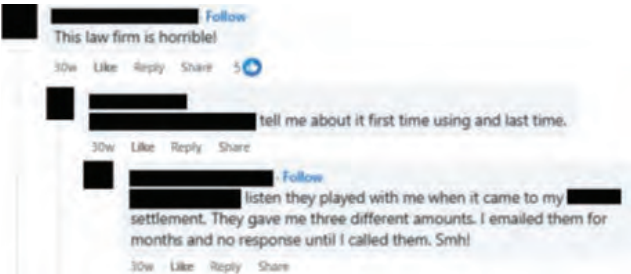 Follow
This law firm is horrible!
30w Like Reply Share 5
tell me about it first time using and last time.
30w Like Reply Share
Follow
listen they played with me when it came to my
settlement. They gave me three different amounts. I emailed them for
months and no response until I called them. Smh!
30w Like Reply Share